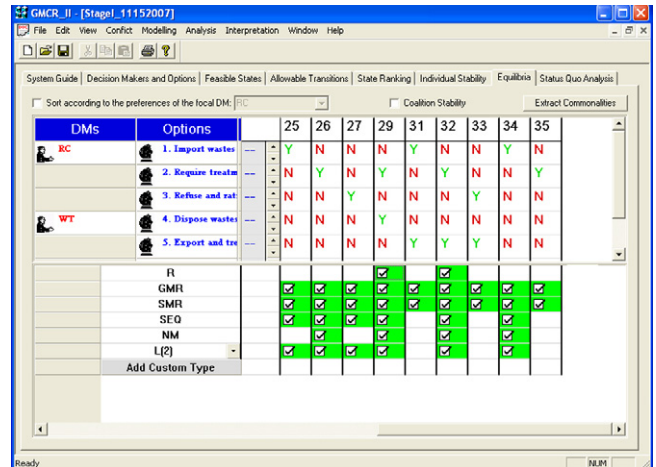 GMCR_II - [StageI_11152007]
File Edit View Confict Modelling Analysis Interpretation Window Help
System Guide Decision Makers and Options Feasible States Allowable Transitions State Ranking Individual Stability Equilibria Status Quo Analysis
Sort according to the preferences of the focal DM: RC Coalition Stability Extract Commonalities
DMs Options 25 26 27 29 31 32 33 34 35
RC 1. Import wastes -- Y N N N Y N N Y N
2. Require treatm -- N Y N Y N Y N N Y
3. Refuse and rat -- N N Y N N N Y N N
WT 4. Dispose wastes -- N N N Y N N N N N
5. Export and tre -- N N N N Y Y Y N N
R
GMR
SMR
SEQ
NM
L(2)
Add Custom Type
Ready NUM